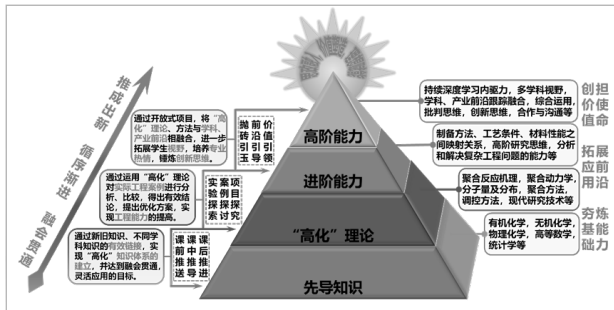 推成出新 循序渐进 融会贯通
通过开放式项目，将“高
化”理论、方法与学科、
产业前沿相融合，进一步
拓展学生视野，培养专业
热情，锤炼创新思维。
抛砖引玉
前沿引导
价值引领
通过运用“高化”理论
对实际工程案例进行分
析、比较，得出有效结
论，提出优化方案，实
现工程能力的提高。
实验探索
案例探讨
项目探究
通过新旧知识、不同学
科知识的有效链接，实
现“高化”知识体系的
建立，并达到融会贯通，
灵活应用的目标。
课前推送
课中推导
课后推进
高阶能力
进阶能力
“高化”理论
先导知识
持续深度学习内驱力，多学科视野，
学科、产业前沿跟踪融合，综合运用，
批判思维，创新思维，合作与沟通等
制备方法、工艺条件、材料性能之
间映射关系，高阶研究思维，分析
和解决复杂工程问题的能力等
聚合反应机理，聚合动力学，
分子量及分布，聚合方法，
调控方法，现代研究技术等
有机化学，无机化学，
物理化学，高等数学，
统计学等
创价值
担使命
拓展应用
前沿
夯基础
炼能力